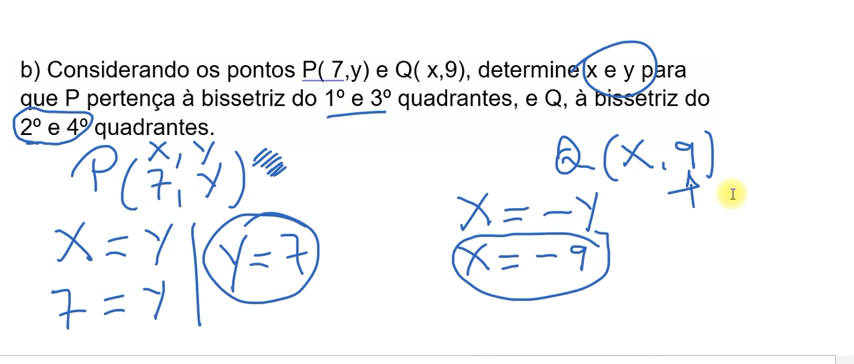 b) Considerando os pontos P( 7,y) e Q( x,9), determine x e y para
que P pertença à bissetriz do 1º e 3º quadrantes, e Q, à bissetriz do
2º e 4º quadrantes.
x, y
P(7, y)
Q(x, 9)
y
x = y
7 = y
y = 7
x = -y
x = -9